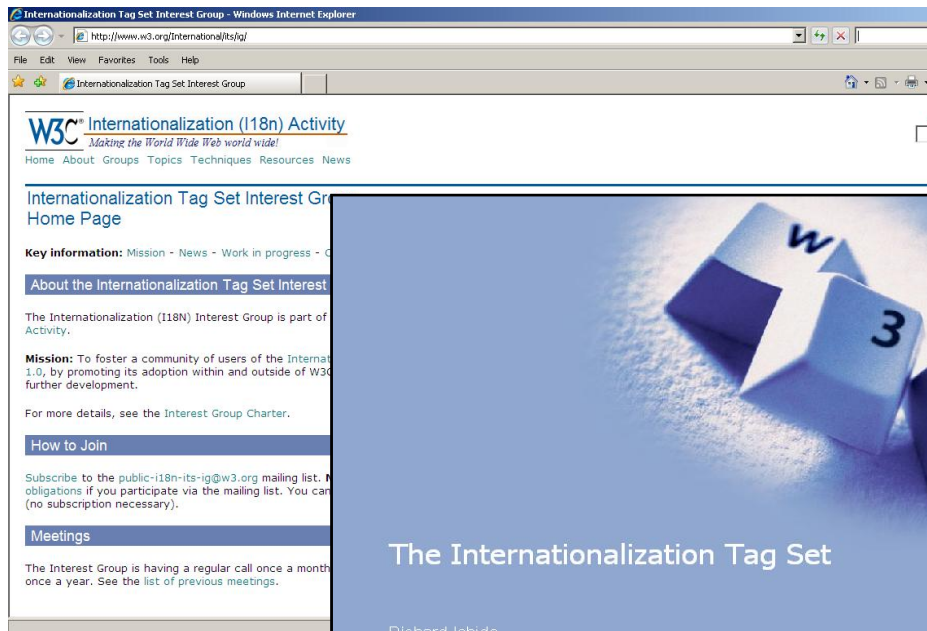 Internationalization Tag Set Interest Group - Windows Internet Explorer
http://www.w3.org/International/its/ig/
File Edit View Favorites Tools Help
Internationalization Tag Set Interest Group
W3C® Internationalization (I18n) Activity
Making the World Wide Web world wide!
Home About Groups Topics Techniques Resources News
Internationalization Tag Set Interest Gr
Home Page
Key information: Mission - News - Work in progress -
About the Internationalization Tag Set Interest
The Internationalization (I18N) Interest Group is part of
Activity.
Mission: To foster a community of users of the Internat
1.0, by promoting its adoption within and outside of W3C
further development.
For more details, see the Interest Group Charter.
How to Join
Subscribe to the public-i18n-its-ig@w3.org mailing list.
obligations if you participate via the mailing list. You can
(no subscription necessary).
Meetings
The Interest Group is having a regular call once a month
once a year. See the list of previous meetings.
W
3
The Internationalization Tag Set